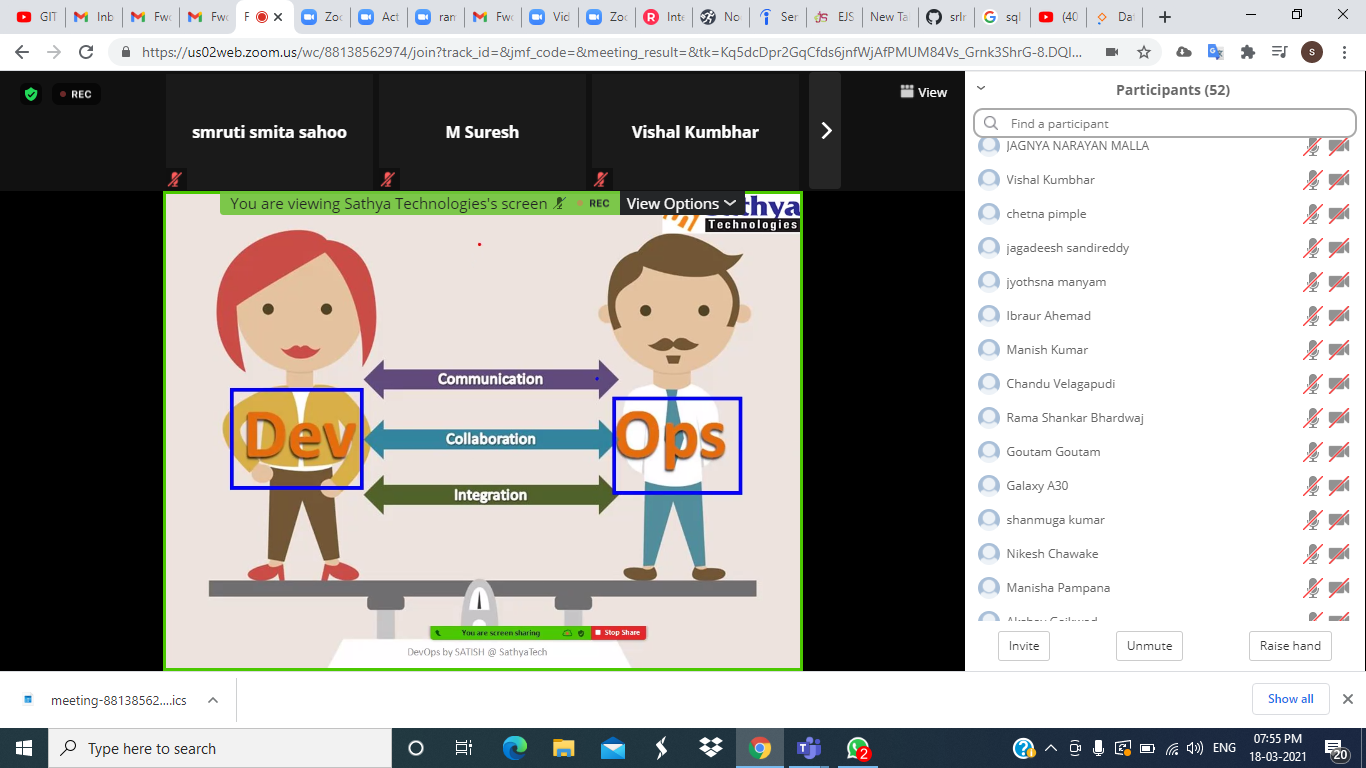 GIT
Inb
Fwd
Fwd
F
Zoo
Act
ran
Fwd
Vid
Zoo
Inte
No
Ser
EJS
New Ta
srin
sql
(40
Da
https://us02web.zoom.us/wc/88138562974/join?track_id=&jmf_code=&meeting_result=&tk=Kq5dcDpr2GqCfds6jnfWjAfPMUM84Vs_Grnk3ShrG-8.DQI...
S
REC
smruti smita sahoo
M Suresh
Vishal Kumbhar
View
You are viewing Sathya Technologies's screen
REC
View Options
Technologies
Communication
Dev
Collaboration
Ops
Integration
You are screen sharing
Stop Share
DevOps by SATISH @ SathyaTech
Participants (52)
Find a participant
JAGNYA NARAYAN MALLA
Vishal Kumbhar
chetna pimple
jagadeesh sandireddy
jyothsna manyam
Ibraur Ahemad
Manish Kumar
Chandu Velagapudi
Rama Shankar Bhardwaj
Goutam Goutam
Galaxy A30
shanmuga kumar
Nikesh Chawake
Manisha Pampana
Invite
Unmute
Raise hand
meeting-88138562....ics
Show all
Type here to search
2
ENG
07:55 PM
18-03-2021
20